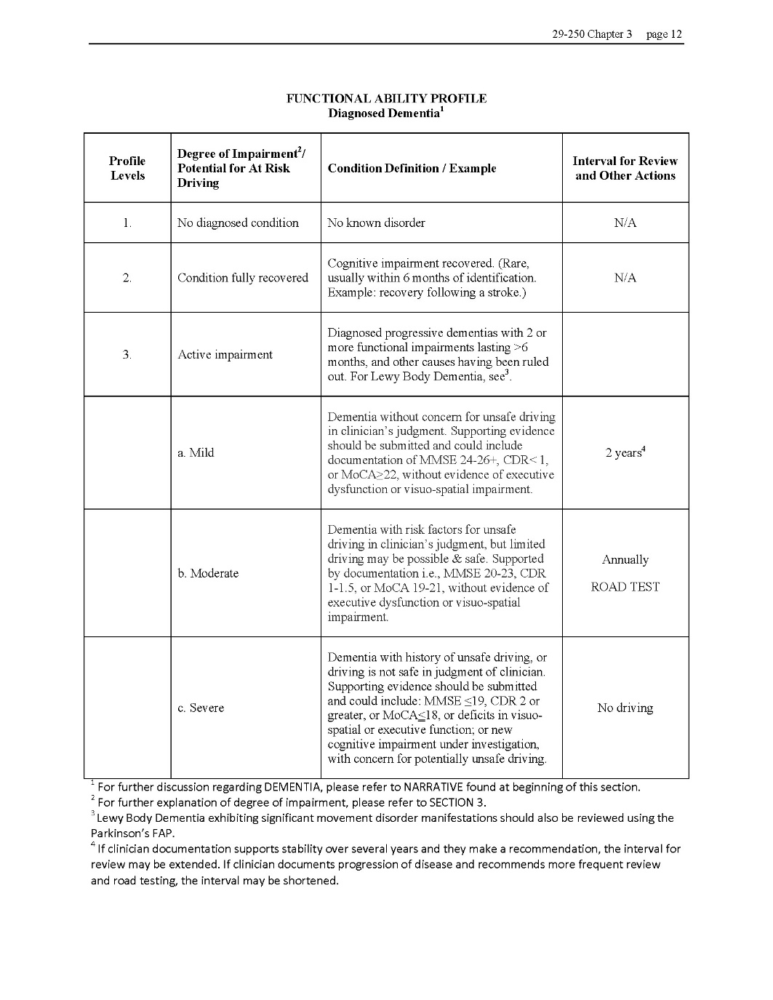 29-250 Chapter 3 page 12
FUNCTIONAL ABILITY PROFILE
Diagnosed Dementia¹
Profile
Levels
Degree of Impairment²/
Potential for At Risk
Driving
Condition Definition / Example
Interval for Review
and Other Actions
1.
No diagnosed condition
No known disorder
N/A
2.
Condition fully recovered
Cognitive impairment recovered. (Rare,
usually within 6 months of identification.
Example: recovery following a stroke.)
N/A
3.
Active impairment
Diagnosed progressive dementias with 2 or
more functional impairments lasting >6
months, and other causes having been ruled
out. For Lewy Body Dementia, see³.
a. Mild
Dementia without concern for unsafe driving
in clinician's judgment. Supporting evidence
should be submitted and could include
documentation of MMSE 24-26+, CDR< 1,
or MoCA≥22, without evidence of executive
dysfunction or visuo-spatial impairment.
2 years⁴
b. Moderate
Dementia with risk factors for unsafe
driving in clinician's judgment, but limited
driving may be possible & safe. Supported
by documentation i.e., MMSE 20-23, CDR
1-1.5, or MoCA 19-21, without evidence of
executive dysfunction or visuo-spatial
impairment.
Annually
ROAD TEST
c. Severe
Dementia with history of unsafe driving, or
driving is not safe in judgment of clinician.
Supporting evidence should be submitted
and could include: MMSE ≤19, CDR 2 or
greater, or MoCA≦18, or deficits in visuo-
spatial or executive function; or new
cognitive impairment under investigation,
with concern for potentially unsafe driving.
No driving
¹ For further discussion regarding DEMENTIA, please refer to NARRATIVE found at beginning of this section.
² For further explanation of degree of impairment, please refer to SECTION 3.
³ Lewy Body Dementia exhibiting significant movement disorder manifestations should also be reviewed using the
Parkinson's FAP.
⁴ If clinician documentation supports stability over several years and they make a recommendation, the interval for
review may be extended. If clinician documents progression of disease and recommends more frequent review
and road testing, the interval may be shortened.